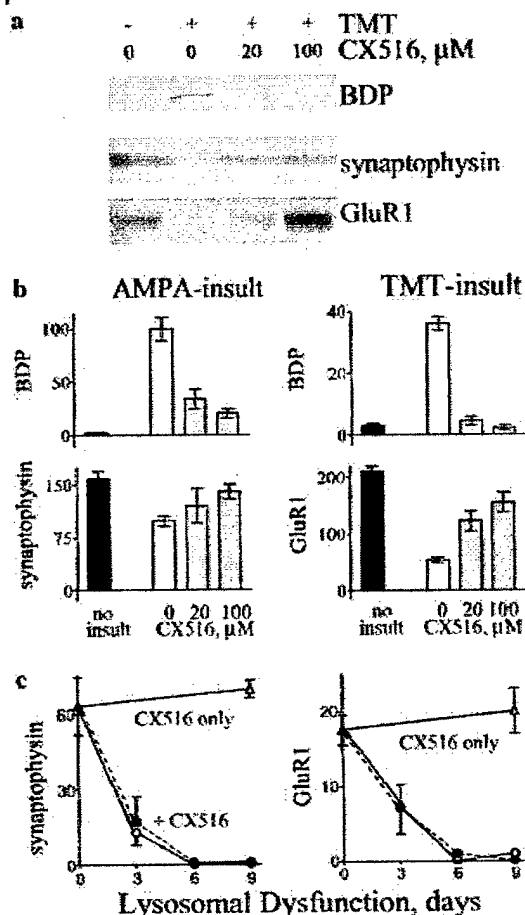 a
- + + + TMT
0 0 20 100 CX516, µM
BDP
synaptophysin
GluR1
b AMPA-insult TMT-insult
BDP
100
50
0
BDP
40
20
0
synaptophysin
150
75
0
GluR1
200
100
0
no insult 0 20 100
CX516, µM
no insult 0 20 100
CX516, µM
c
synaptophysin
60
30
0
CX516 only
+ CX516
0 3 6 9
GluR1
20
10
0
CX516 only
0 3 6 9
Lysosomal Dysfunction, days